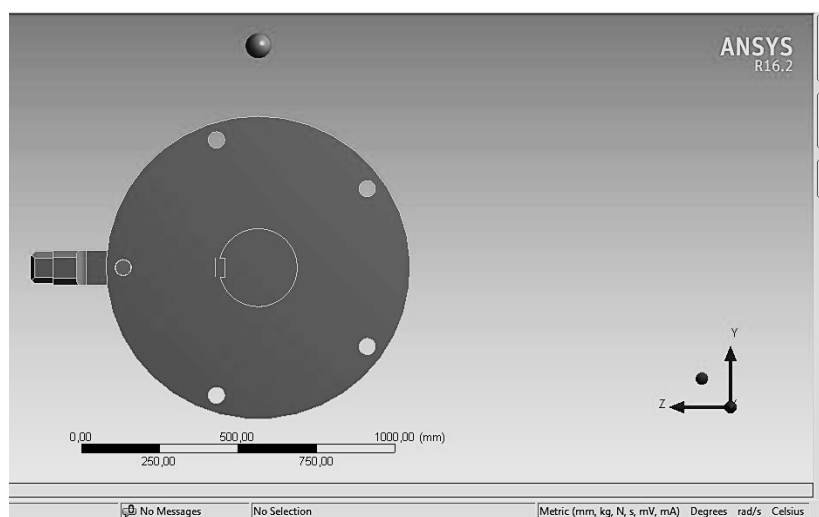 ANSYS
R16.2
Y
Z
0,00 500,00 1000,00 (mm)
250,00 750,00
No Messages No Selection Metric (mm, kg, N, s, mV, mA) Degrees rad/s Celsius